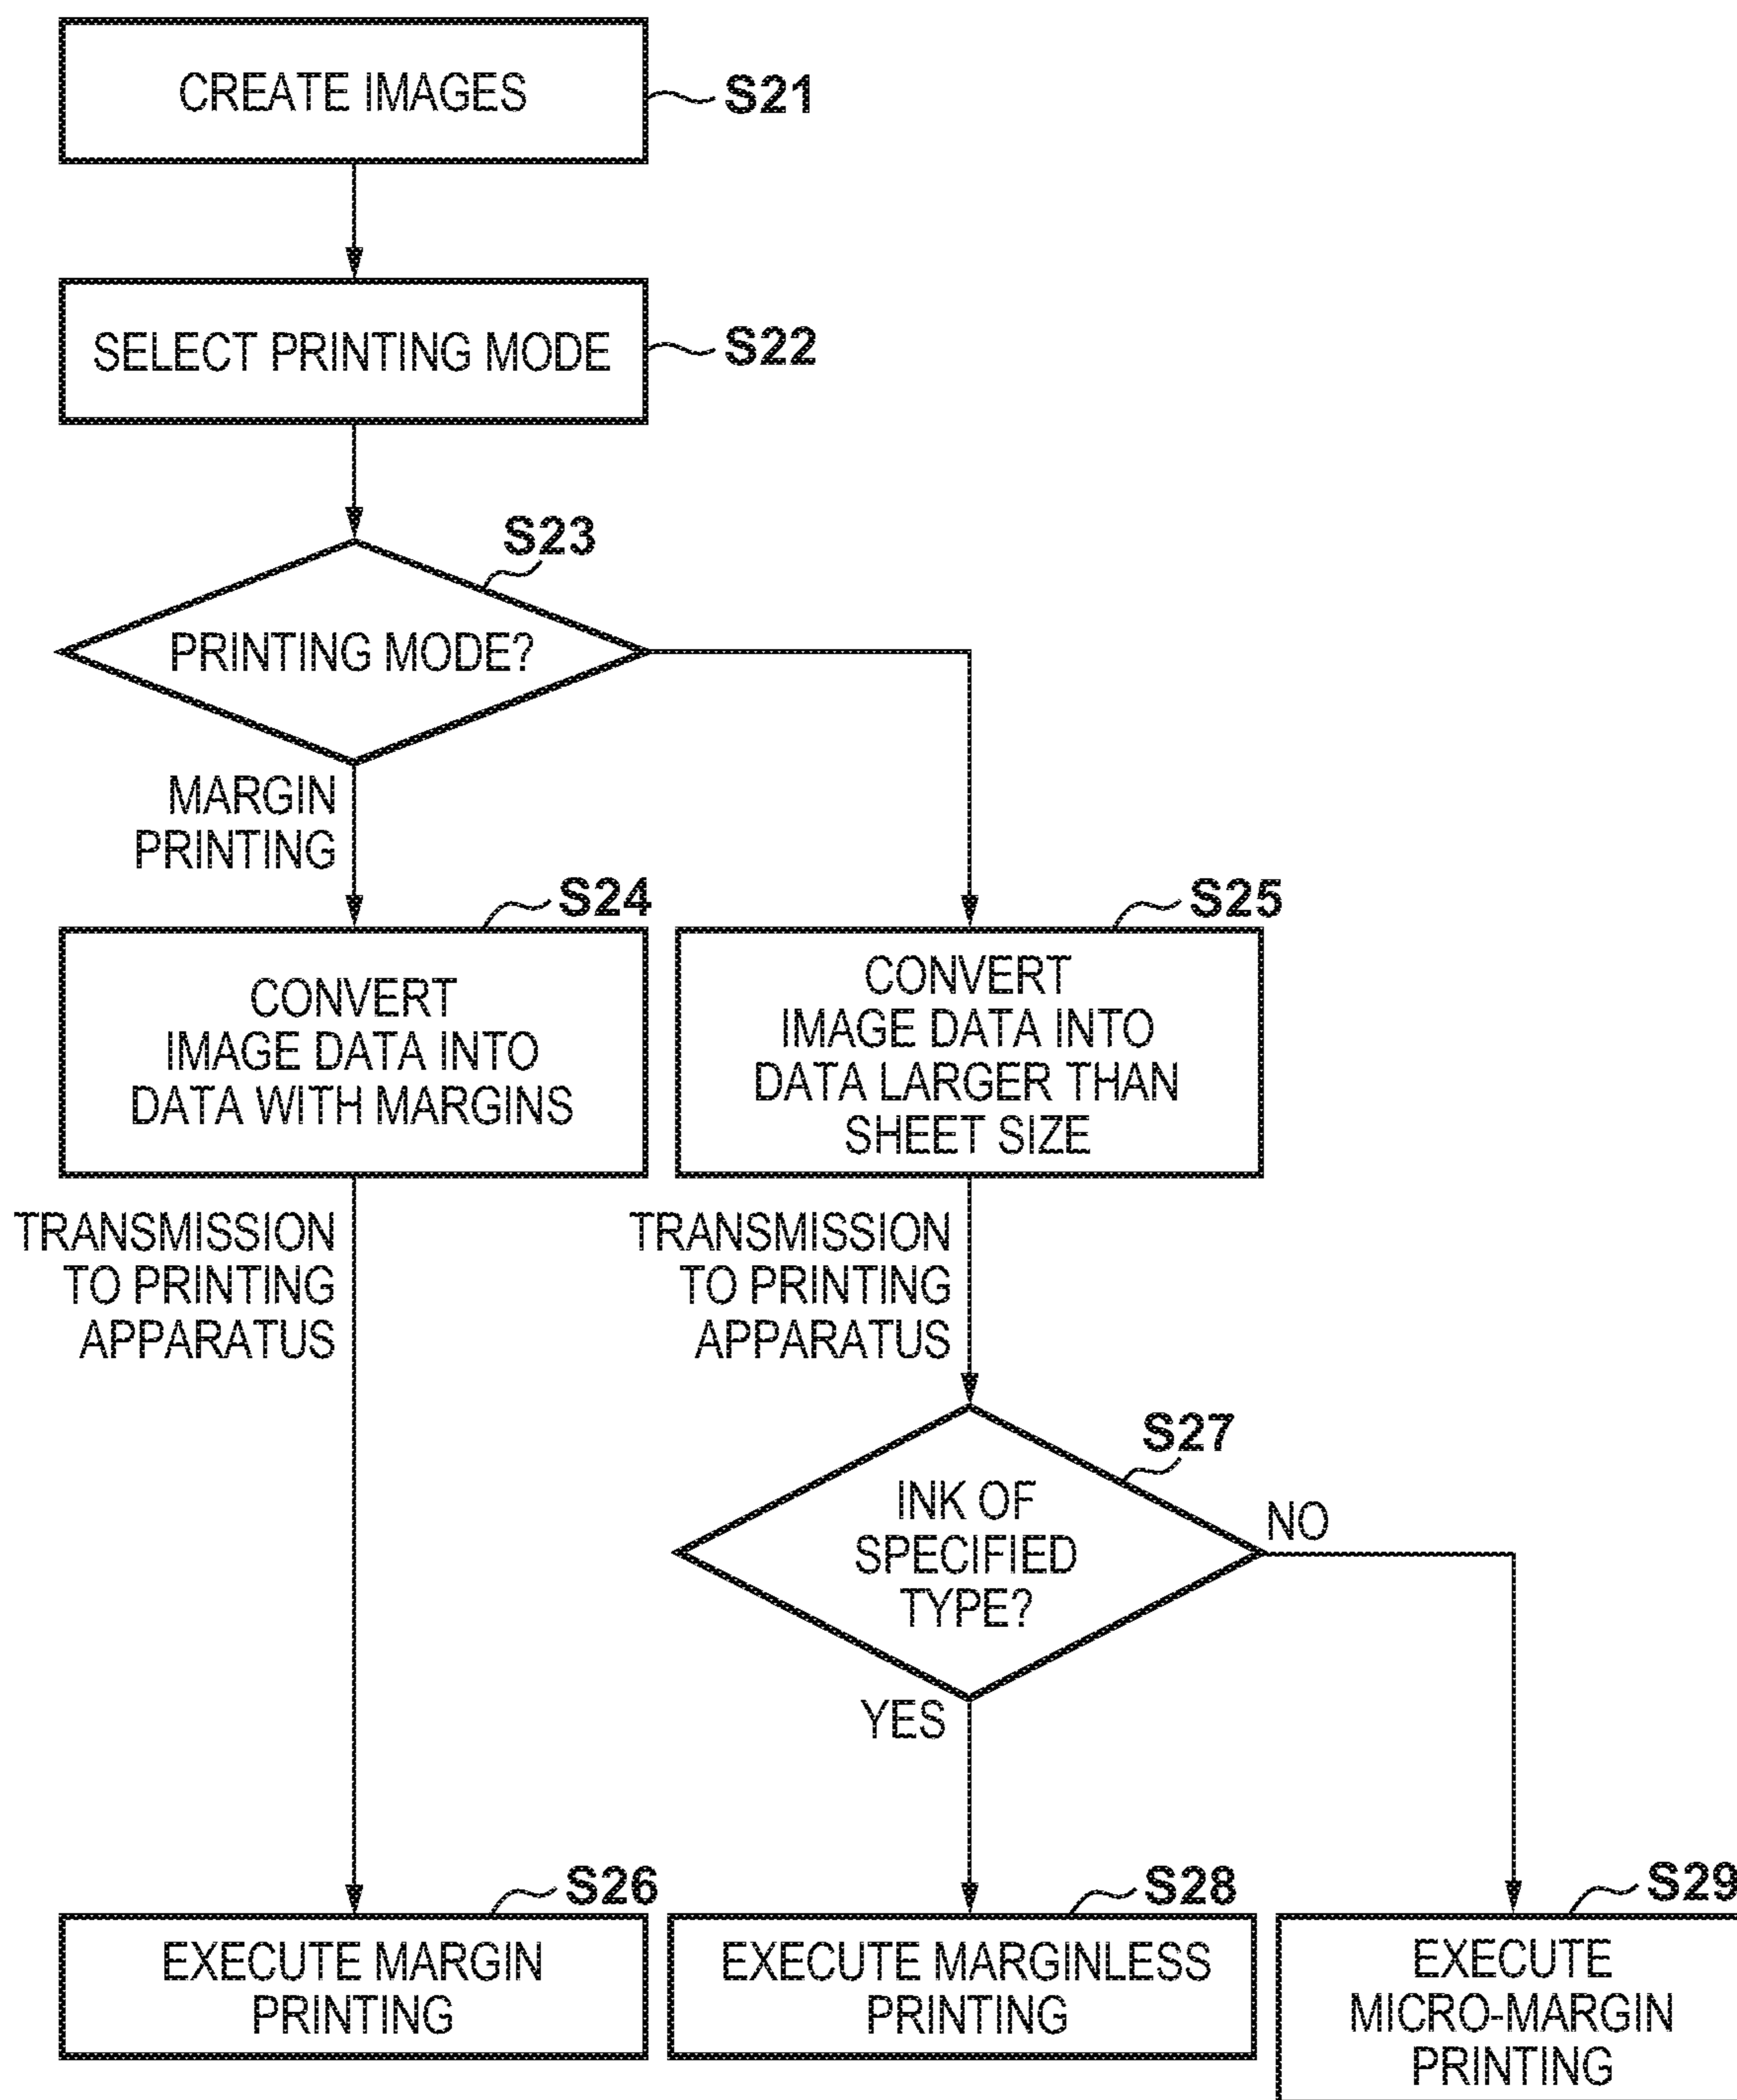 CREATE IMAGES
S21
SELECT PRINTING MODE
S22
S23
PRINTING MODE?
MARGIN
PRINTING
S24
CONVERT
IMAGE DATA INTO
DATA WITH MARGINS
S25
CONVERT
IMAGE DATA INTO
DATA LARGER THAN
SHEET SIZE
TRANSMISSION
TO PRINTING
APPARATUS
TRANSMISSION
TO PRINTING
APPARATUS
S27
INK OF
SPECIFIED
TYPE?
NO
YES
S26
EXECUTE MARGIN
PRINTING
S28
EXECUTE MARGINLESS
PRINTING
S29
EXECUTE
MICRO-MARGIN
PRINTING